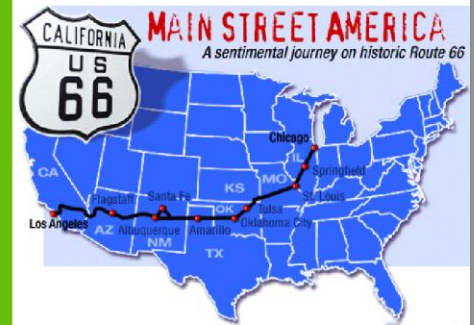 MAIN STREET AMERICA
A sentimental journey on historic Route 66
CALIFORNIA
US
66
Chicago
IL
Springfield
MO
St. Louis
KS
CA
Flagstaff
Santa Fe
OK
Tulsa
Los Angeles
AZ
Albuquerque
Amarillo
Oklahoma City
NM
TX